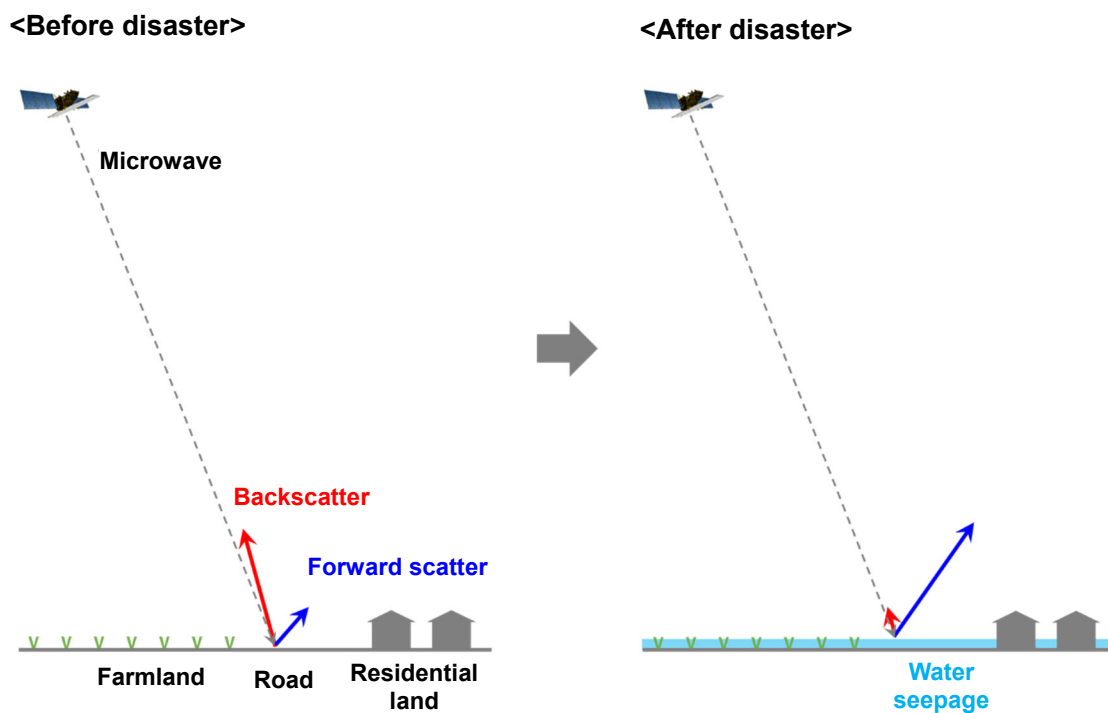 <Before disaster>
<After disaster>
Microwave
Backscatter
Forward scatter
Farmland
Road
Residential
land
Water
seepage